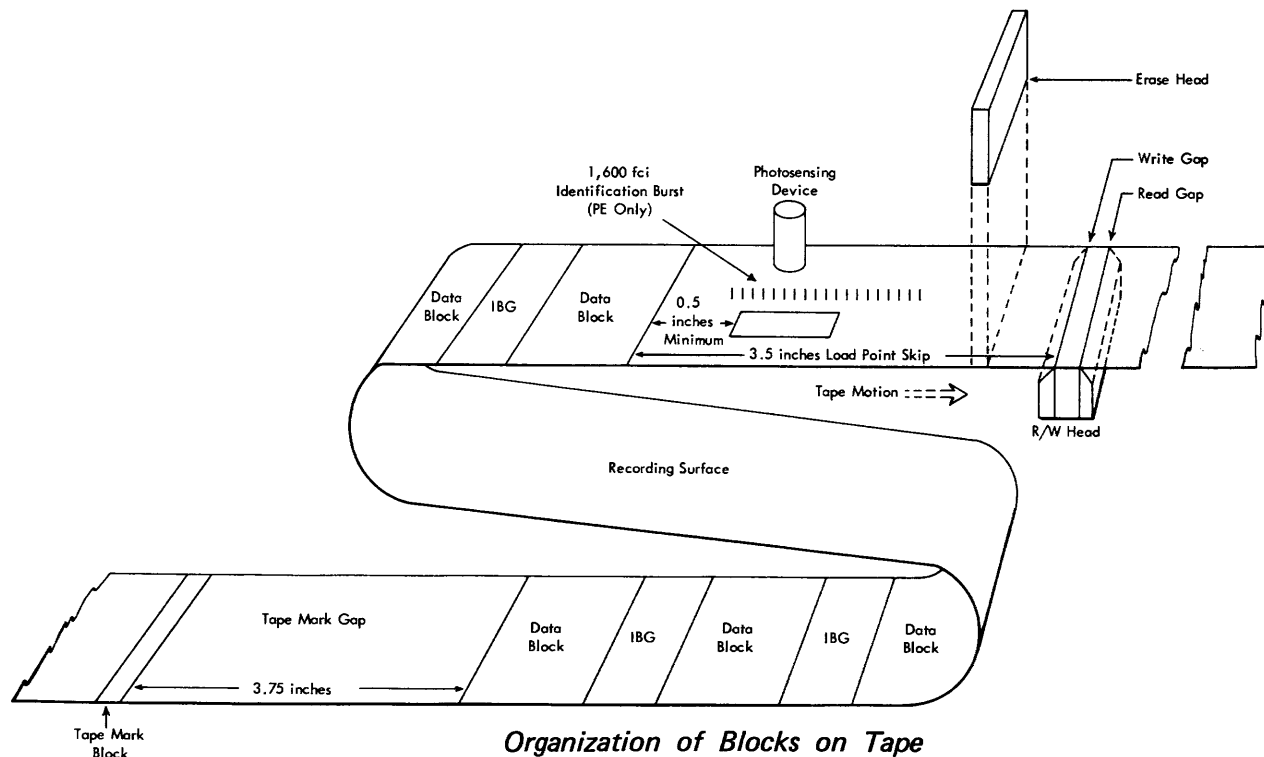 Erase Head
Write Gap
Read Gap
1,600 fci
Identification Burst
(PE Only)
Photosensing
Device
Data
Block
IBG
Data
Block
0.5
inches
Minimum
3.5 inches Load Point Skip
Tape Motion
R/W Head
Recording Surface
Tape Mark Gap
Data
Block
IBG
Data
Block
IBG
Data
Block
3.75 inches
Tape Mark
Block
Organization of Blocks on Tape